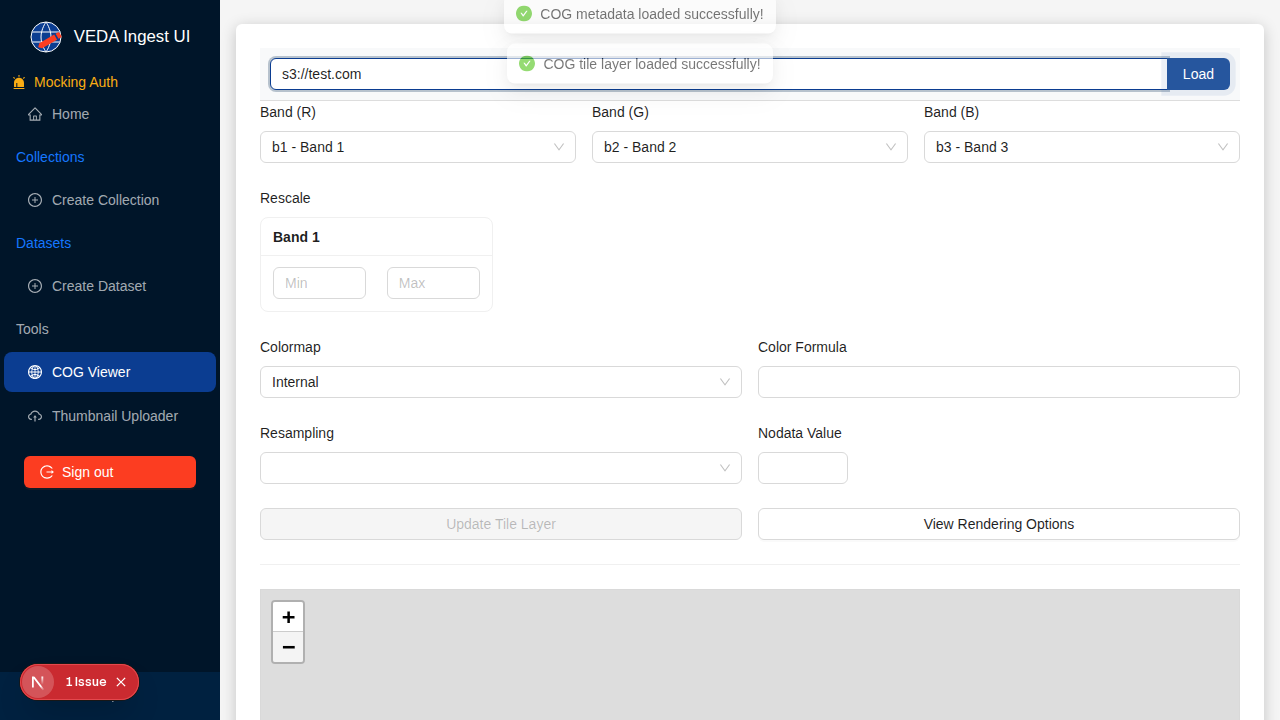 VEDA Ingest UI
Mocking Auth
Home
Collections
Create Collection
Datasets
Create Dataset
Tools
COG Viewer
Thumbnail Uploader
Sign out
1 Issue
COG metadata loaded successfully!
COG tile layer loaded successfully!
s3://test.com
Load
Band (R)
Band (G)
Band (B)
b1 - Band 1
b2 - Band 2
b3 - Band 3
Rescale
Band 1
Min
Max
Colormap
Color Formula
Internal
Resampling
Nodata Value
Update Tile Layer
View Rendering Options
+
−